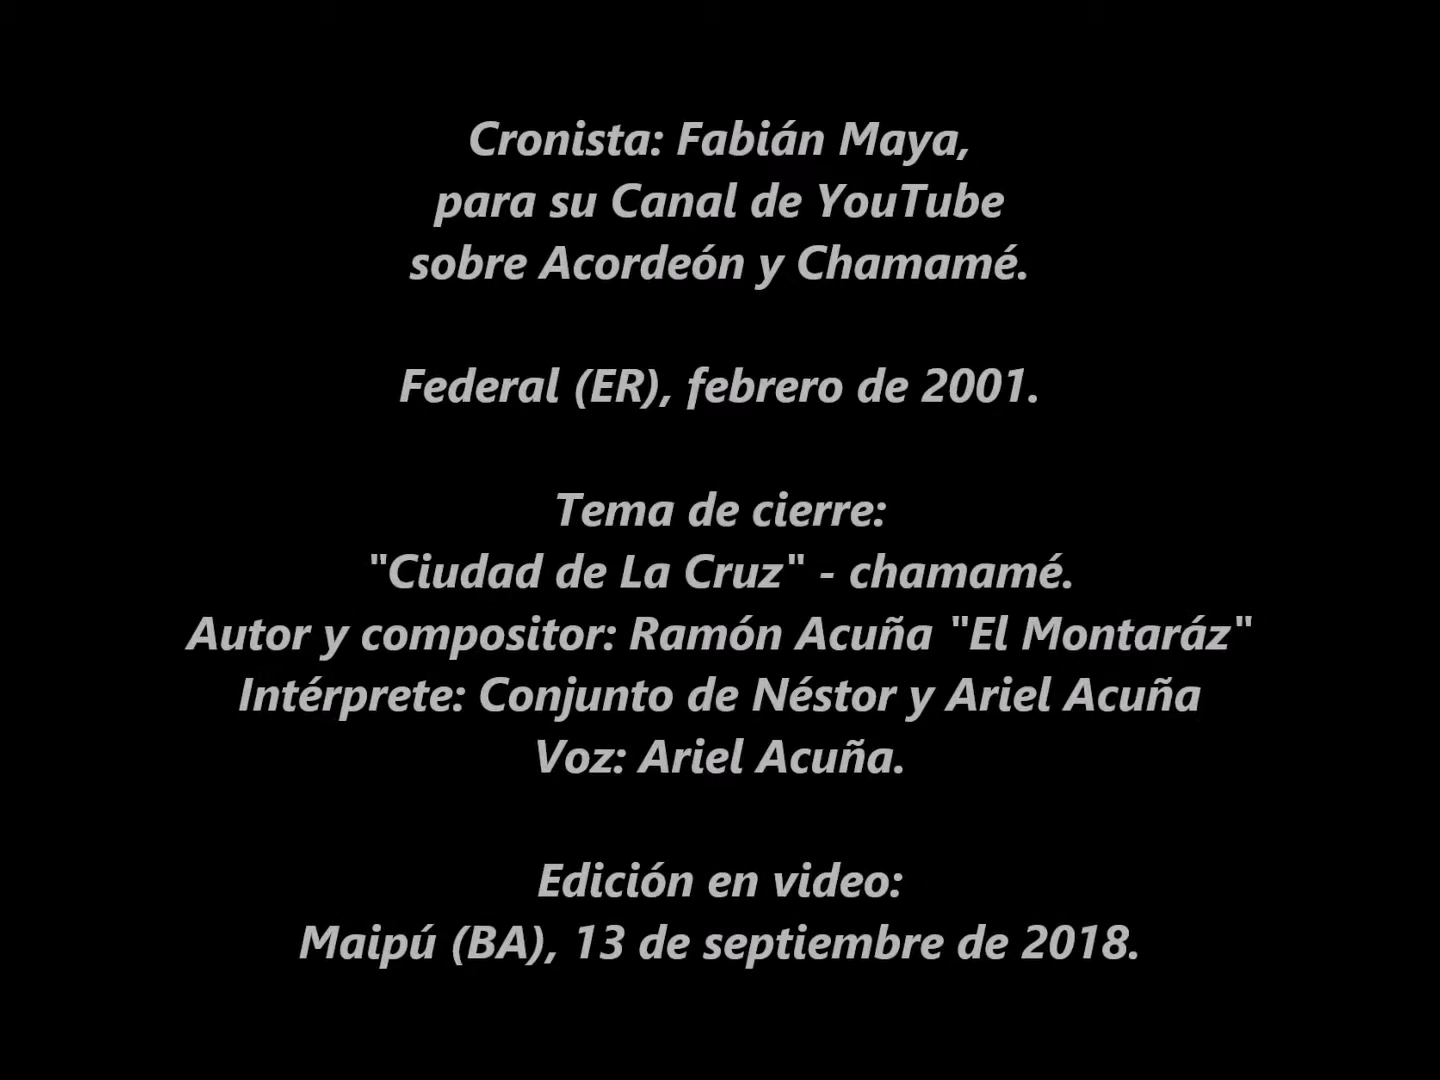 Cronista: Fabián Maya,
para su Canal de YouTube
sobre Acordeón y Chamamé.
Federal (ER), febrero de 2001.
Tema de cierre:
"Ciudad de La Cruz" - chamamé.
Autor y compositor: Ramón Acuña "El Montaráz"
Intérprete: Conjunto de Néstor y Ariel Acuña
Voz: Ariel Acuña.
Edición en video:
Maipú (BA), 13 de septiembre de 2018.